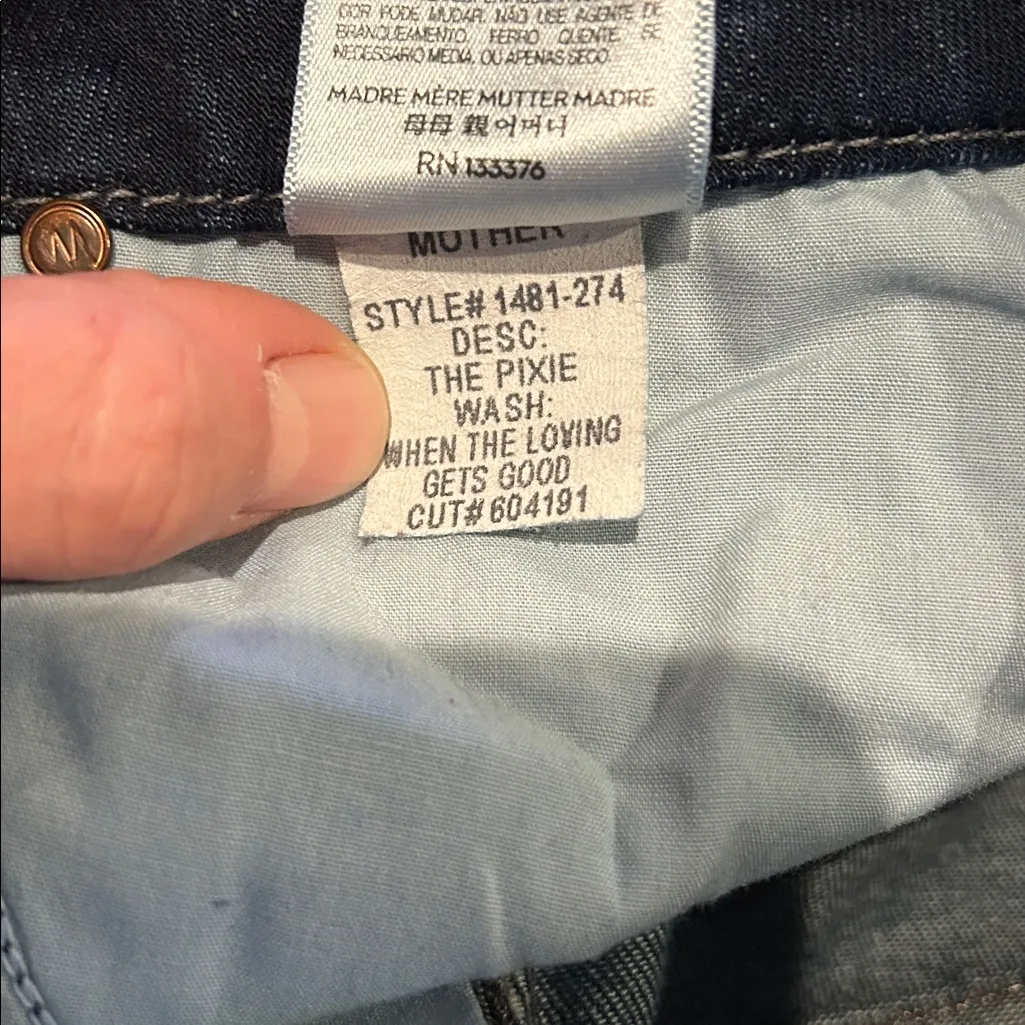 COR PODE MUDAR. NÃO USE AGENTE DE
BRANQUEAMENTO. FERRO QUENTE SE
NECESSÁRIO MEDIA. OU APENAS SECO.
MADRE MÈRE MUTTER MADRE
母母 親 어머니
RN 133376
MOTHER
STYLE# 1481-274
DESC:
THE PIXIE
WASH:
WHEN THE LOVING
GETS GOOD
CUT# 604191
M